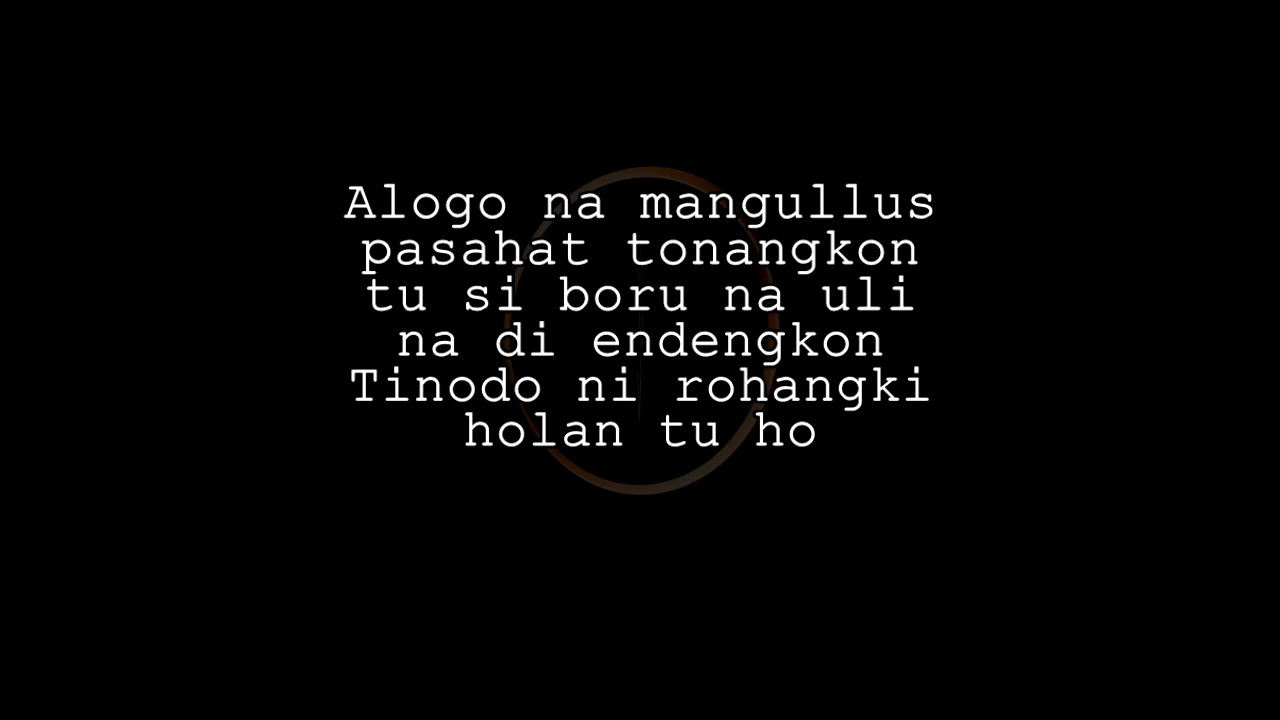 Alogo na mangullus
pasahat tonangkon
tu si boru na uli
na di endengkon
Tinodo ni rohangki
holan tu ho